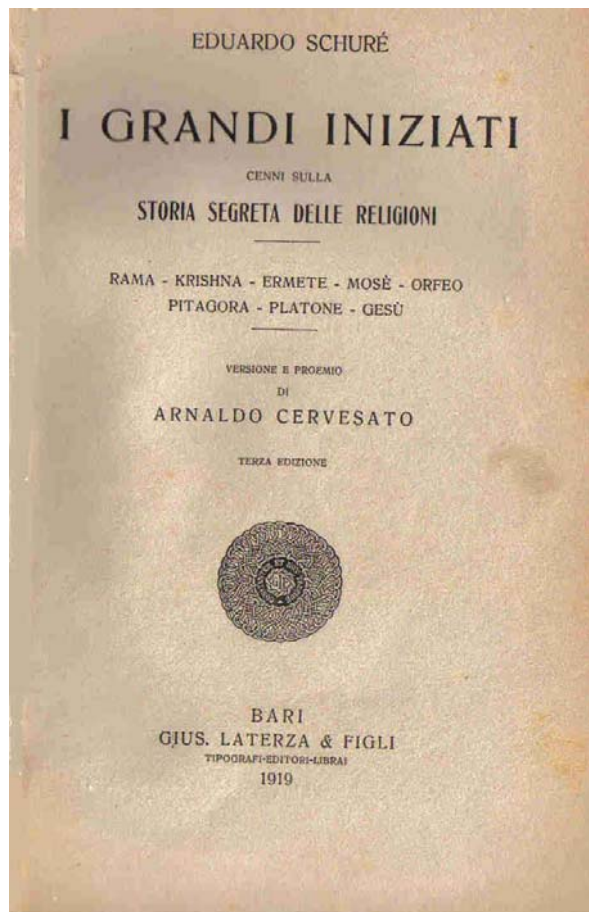 EDUARDO SCHURÉ
I GRANDI INIZIATI
CENNI SULLA
STORIA SEGRETA DELLE RELIGIONI
RAMA - KRISHNA - ERMETE - MOSÈ - ORFEO
PITAGORA - PLATONE - GESÙ
VERSIONE E PROEMIO
DI
ARNALDO CERVESATO
TERZA EDIZIONE
BARI
GIUS. LATERZA & FIGLI
TIPOGRAFI-EDITORI-LIBRAI
1919